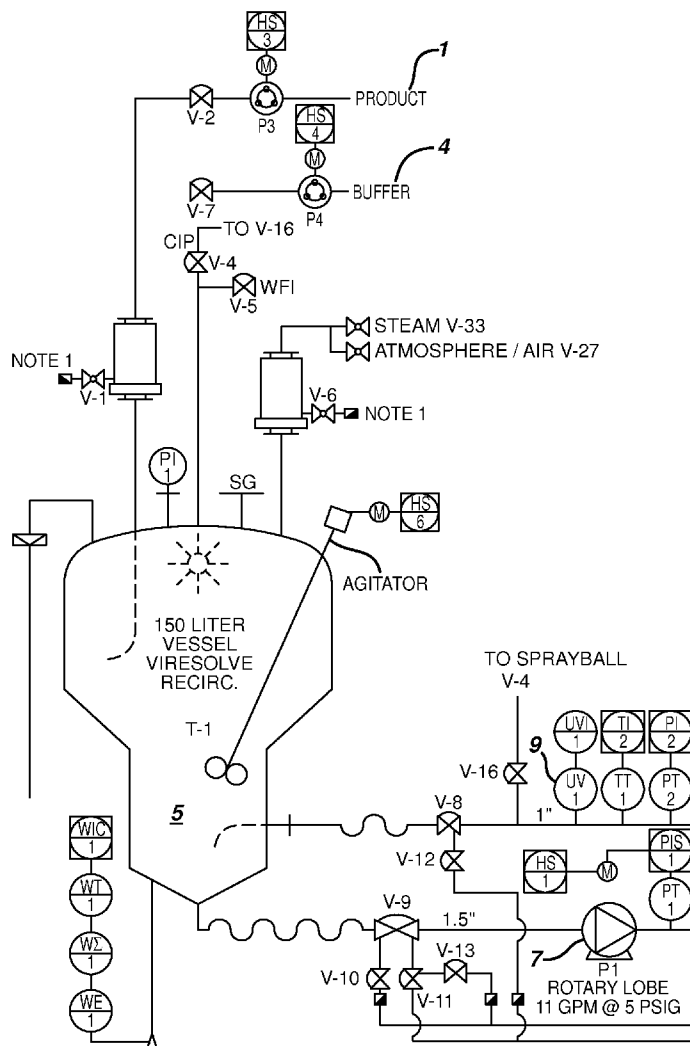 HS
3
M
1
PRODUCT
V-2
P3
HS
4
M
4
BUFFER
V-7
P4
TO V-16
CIP
V-4
WFI
V-5
STEAM V-33
ATMOSPHERE / AIR V-27
NOTE 1
V-1
V-6
NOTE 1
PI
1
SG
M
HS
6
AGITATOR
150 LITER
VESSEL
VIRESOLVE
RECIRC.
TO SPRAYBALL
V-4
T-1
UV
1
TI
2
PI
2
9
V-16
UV
1
TT
1
PT
2
V-8
1"
5
WIC
1
V-12
HS
1
M
PIS
1
WT
1
PT
1
V-9
1.5"
WΣ
1
V-13
7
P1
V-10
V-11
ROTARY LOBE
11 GPM @ 5 PSIG
WE
1